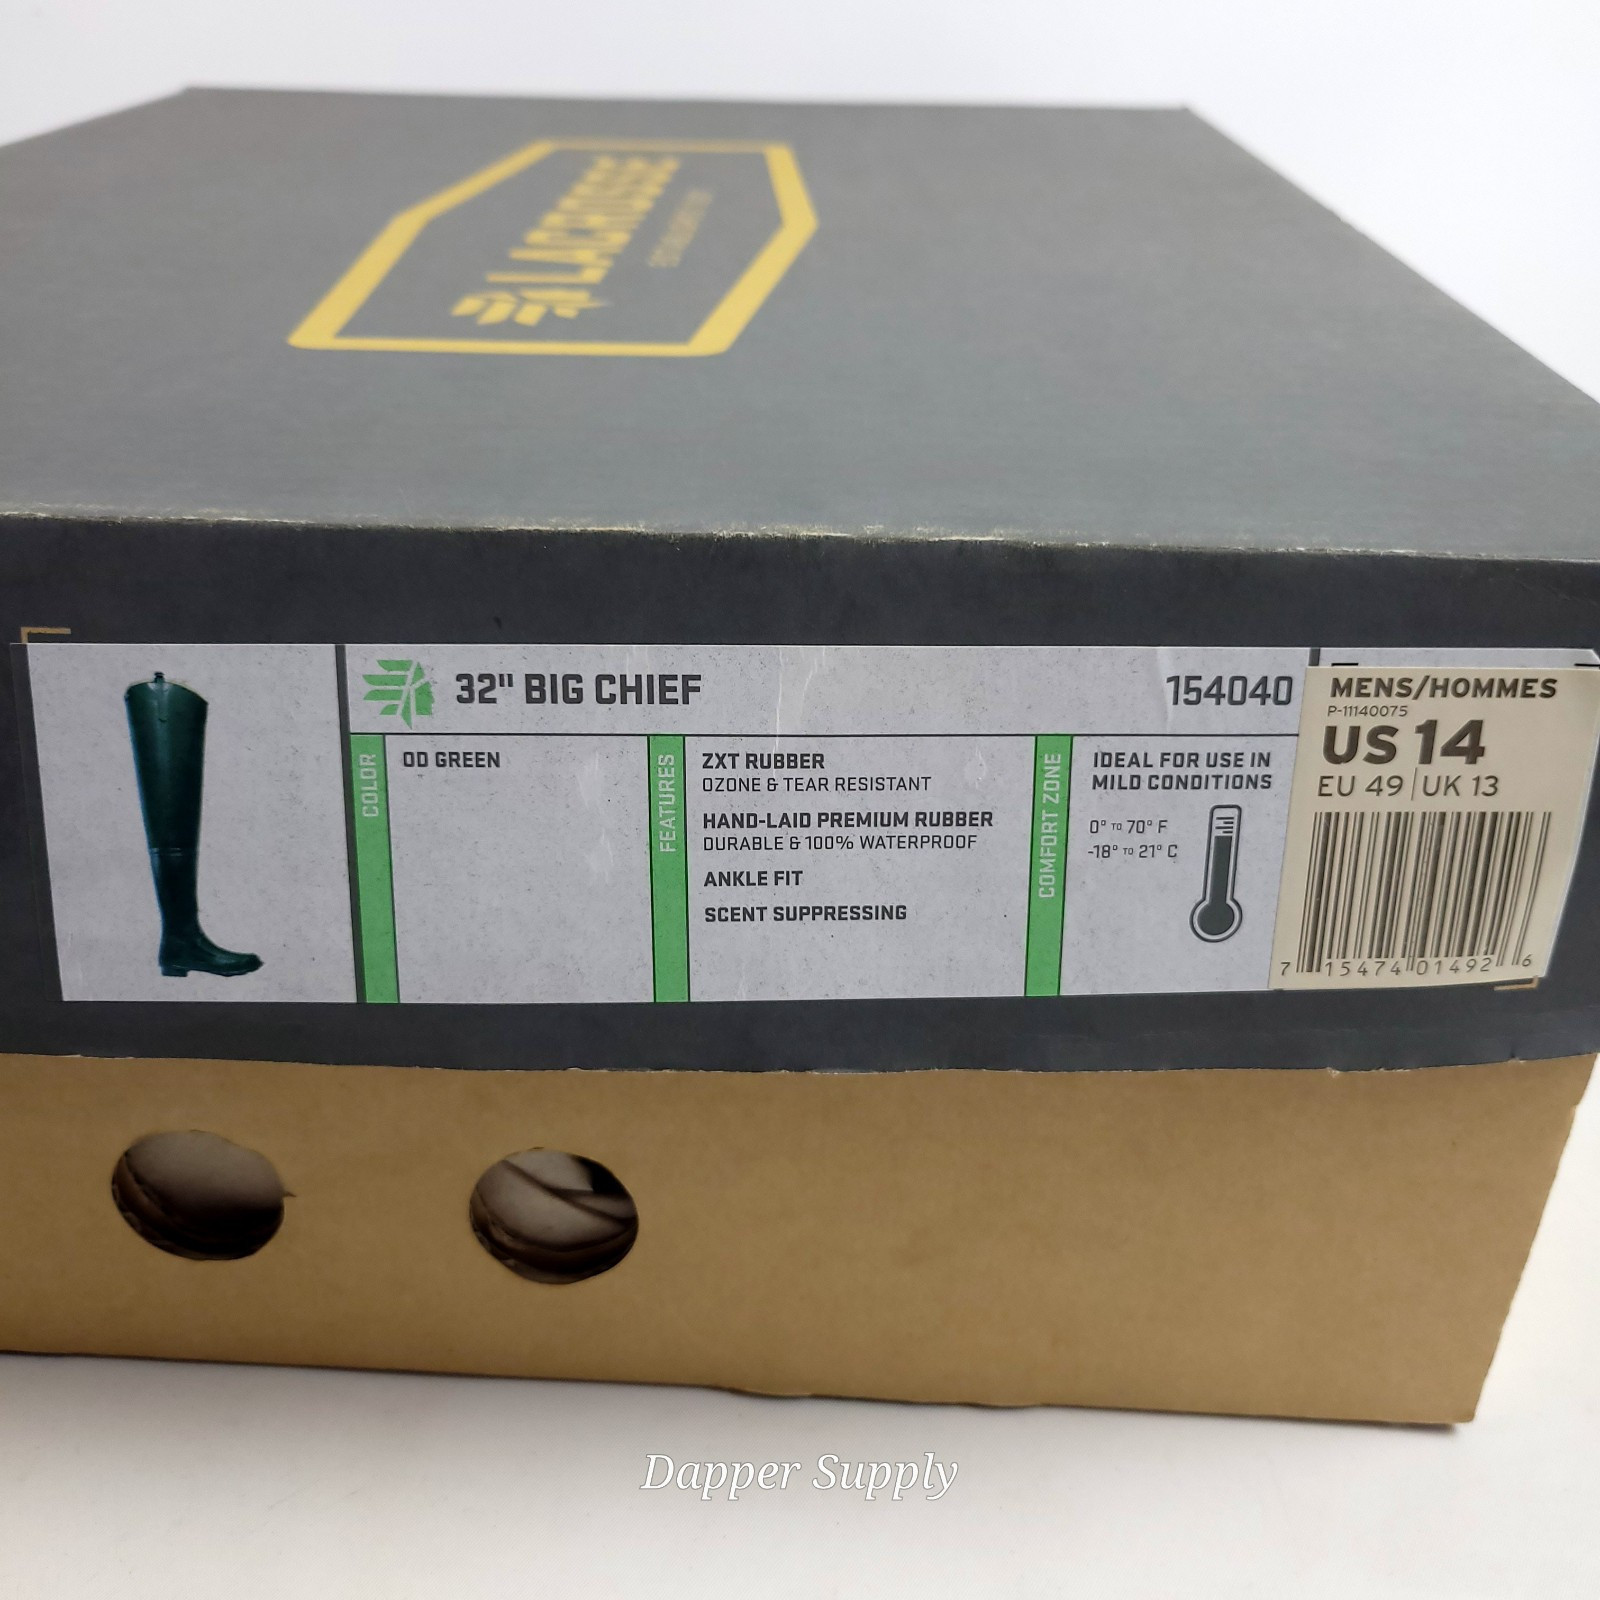 LACROSSE
32" BIG CHIEF
154040
COLOR
OD GREEN
FEATURES
ZXT RUBBER
OZONE & TEAR RESISTANT
HAND-LAID PREMIUM RUBBER
DURABLE & 100% WATERPROOF
ANKLE FIT
SCENT SUPPRESSING
COMFORT ZONE
IDEAL FOR USE IN
MILD CONDITIONS
0° TO 70° F
-18° TO 21° C
MENS/HOMMES
P-11140075
US 14
EU 49 | UK 13
7 15474 01492 6
Dapper Supply